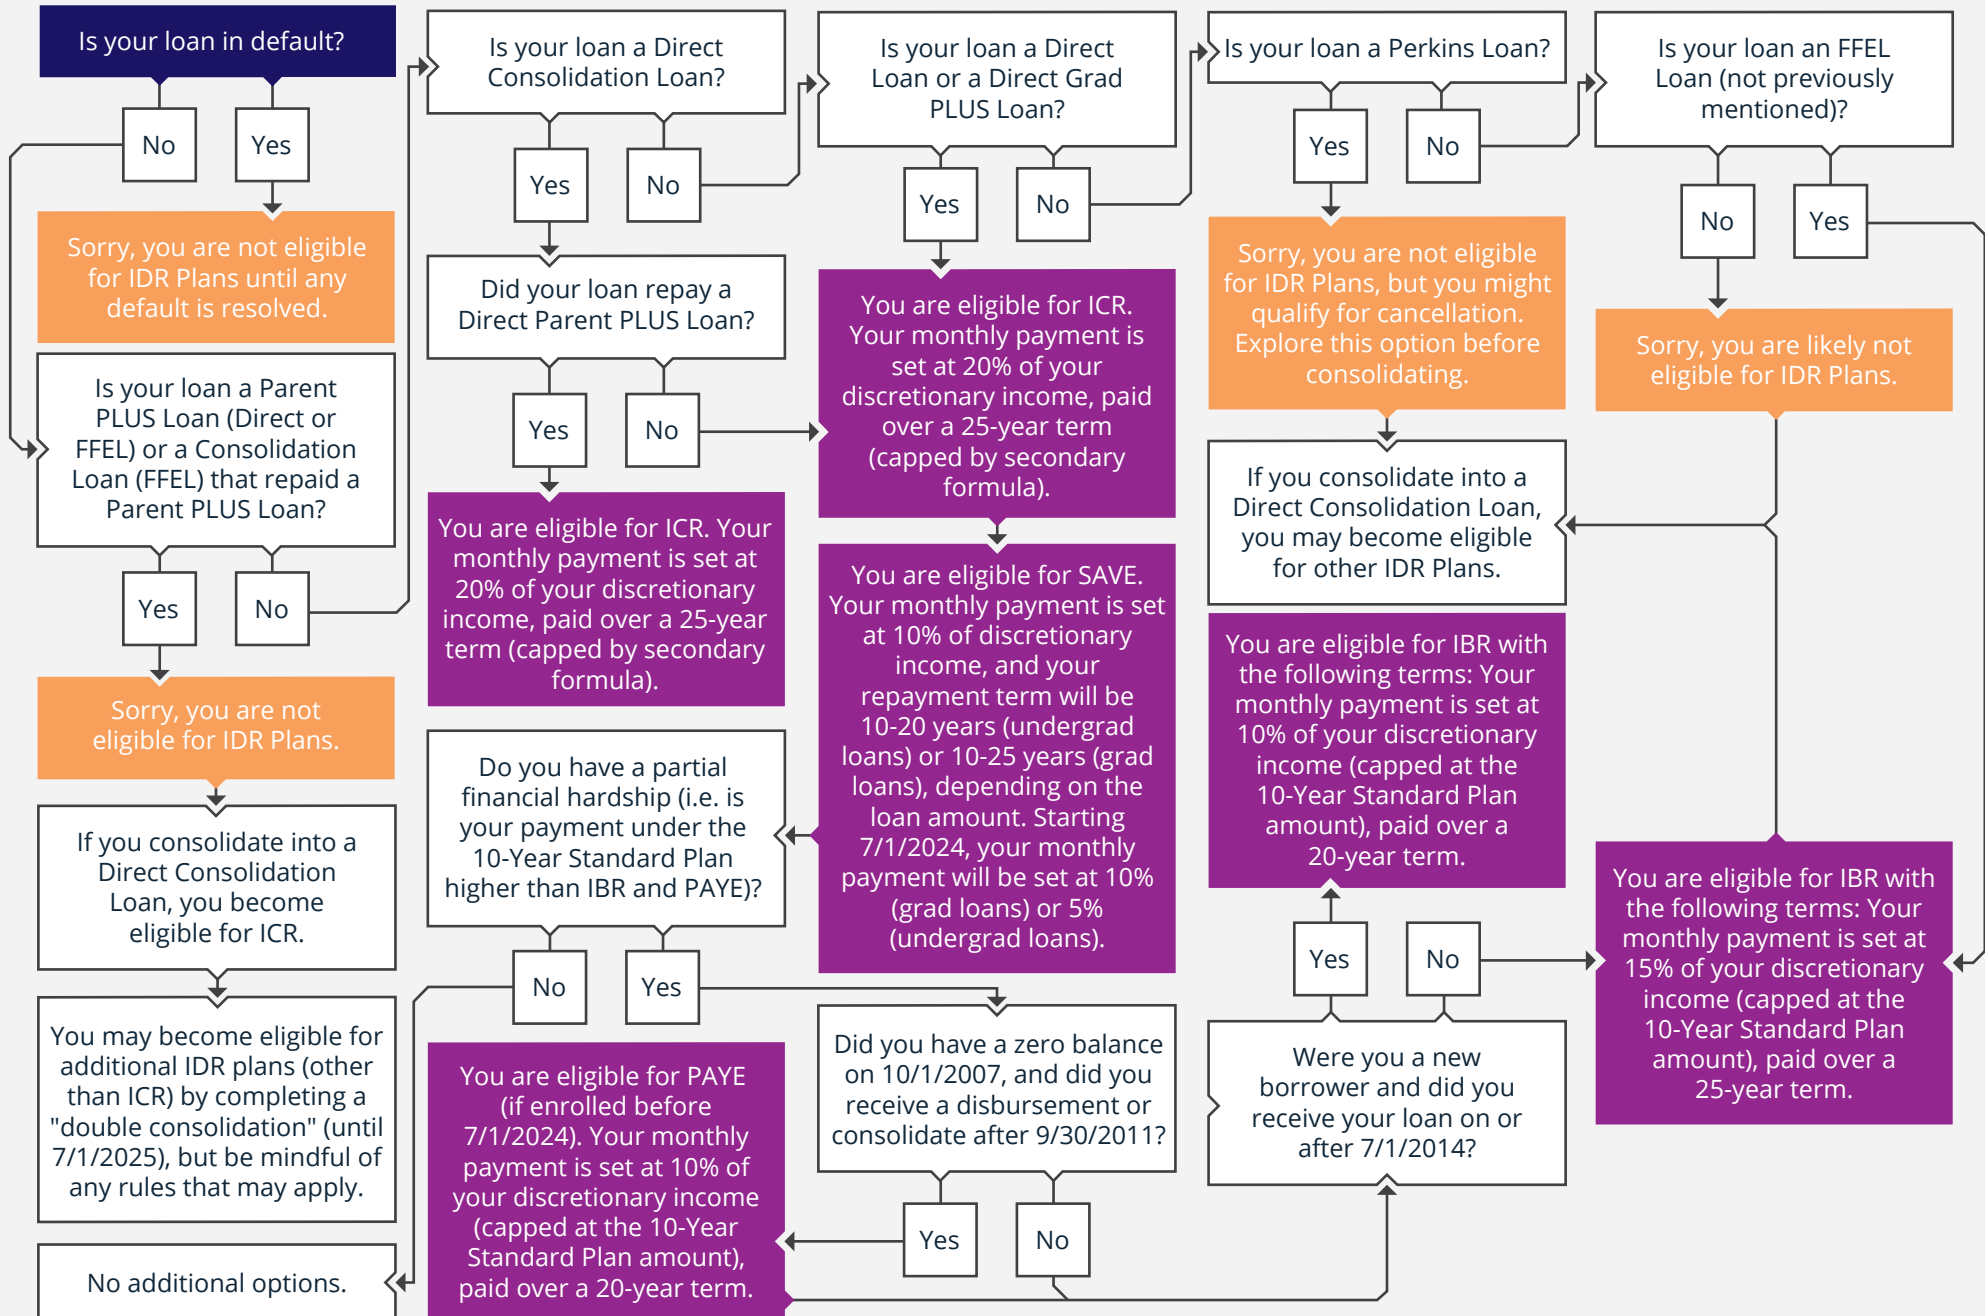 Is your loan in default?
No
Yes
Sorry, you are not eligible
for IDR Plans until any
default is resolved.
Is your loan a Parent
PLUS Loan (Direct or
FFEL) or a Consolidation
Loan (FFEL) that repaid a
Parent PLUS Loan?
Yes
No
Sorry, you are not
eligible for IDR Plans.
If you consolidate into a
Direct Consolidation
Loan, you become
eligible for ICR.
You may become eligible for
additional IDR plans (other
than ICR) by completing a
"double consolidation" (until
7/1/2025), but be mindful of
any rules that may apply.
No additional options.
Is your loan a Direct
Consolidation Loan?
Yes
No
Did your loan repay a
Direct Parent PLUS Loan?
Yes
No
You are eligible for ICR. Your
monthly payment is set at
20% of your discretionary
income, paid over a 25-year
term (capped by secondary
formula).
Do you have a partial
financial hardship (i.e. is
your payment under the
10-Year Standard Plan
higher than IBR and PAYE)?
No
Yes
You are eligible for PAYE
(if enrolled before
7/1/2024). Your monthly
payment is set at 10% of
your discretionary income
(capped at the 10-Year
Standard Plan amount),
paid over a 20-year term.
Is your loan a Direct
Loan or a Direct Grad
PLUS Loan?
Yes
No
You are eligible for ICR.
Your monthly payment is
set at 20% of your
discretionary income, paid
over a 25-year term
(capped by secondary
formula).
You are eligible for SAVE.
Your monthly payment is set
at 10% of discretionary
income, and your
repayment term will be
10-20 years (undergrad
loans) or 10-25 years (grad
loans), depending on the
loan amount. Starting
7/1/2024, your monthly
payment will be set at 10%
(grad loans) or 5%
(undergrad loans).
Did you have a zero balance
on 10/1/2007, and did you
receive a disbursement or
consolidate after 9/30/2011?
Yes
No
Is your loan a Perkins Loan?
Yes
No
Sorry, you are not eligible
for IDR Plans, but you might
qualify for cancellation.
Explore this option before
consolidating.
If you consolidate into a
Direct Consolidation Loan,
you may become eligible
for other IDR Plans.
You are eligible for IBR with
the following terms: Your
monthly payment is set at
10% of your discretionary
income (capped at the
10-Year Standard Plan
amount), paid over a
20-year term.
Yes
No
Were you a new
borrower and did you
receive your loan on or
after 7/1/2014?
Is your loan an FFEL
Loan (not previously
mentioned)?
No
Yes
Sorry, you are likely not
eligible for IDR Plans.
You are eligible for IBR with
the following terms: Your
monthly payment is set at
15% of your discretionary
income (capped at the
10-Year Standard Plan
amount), paid over a
25-year term.